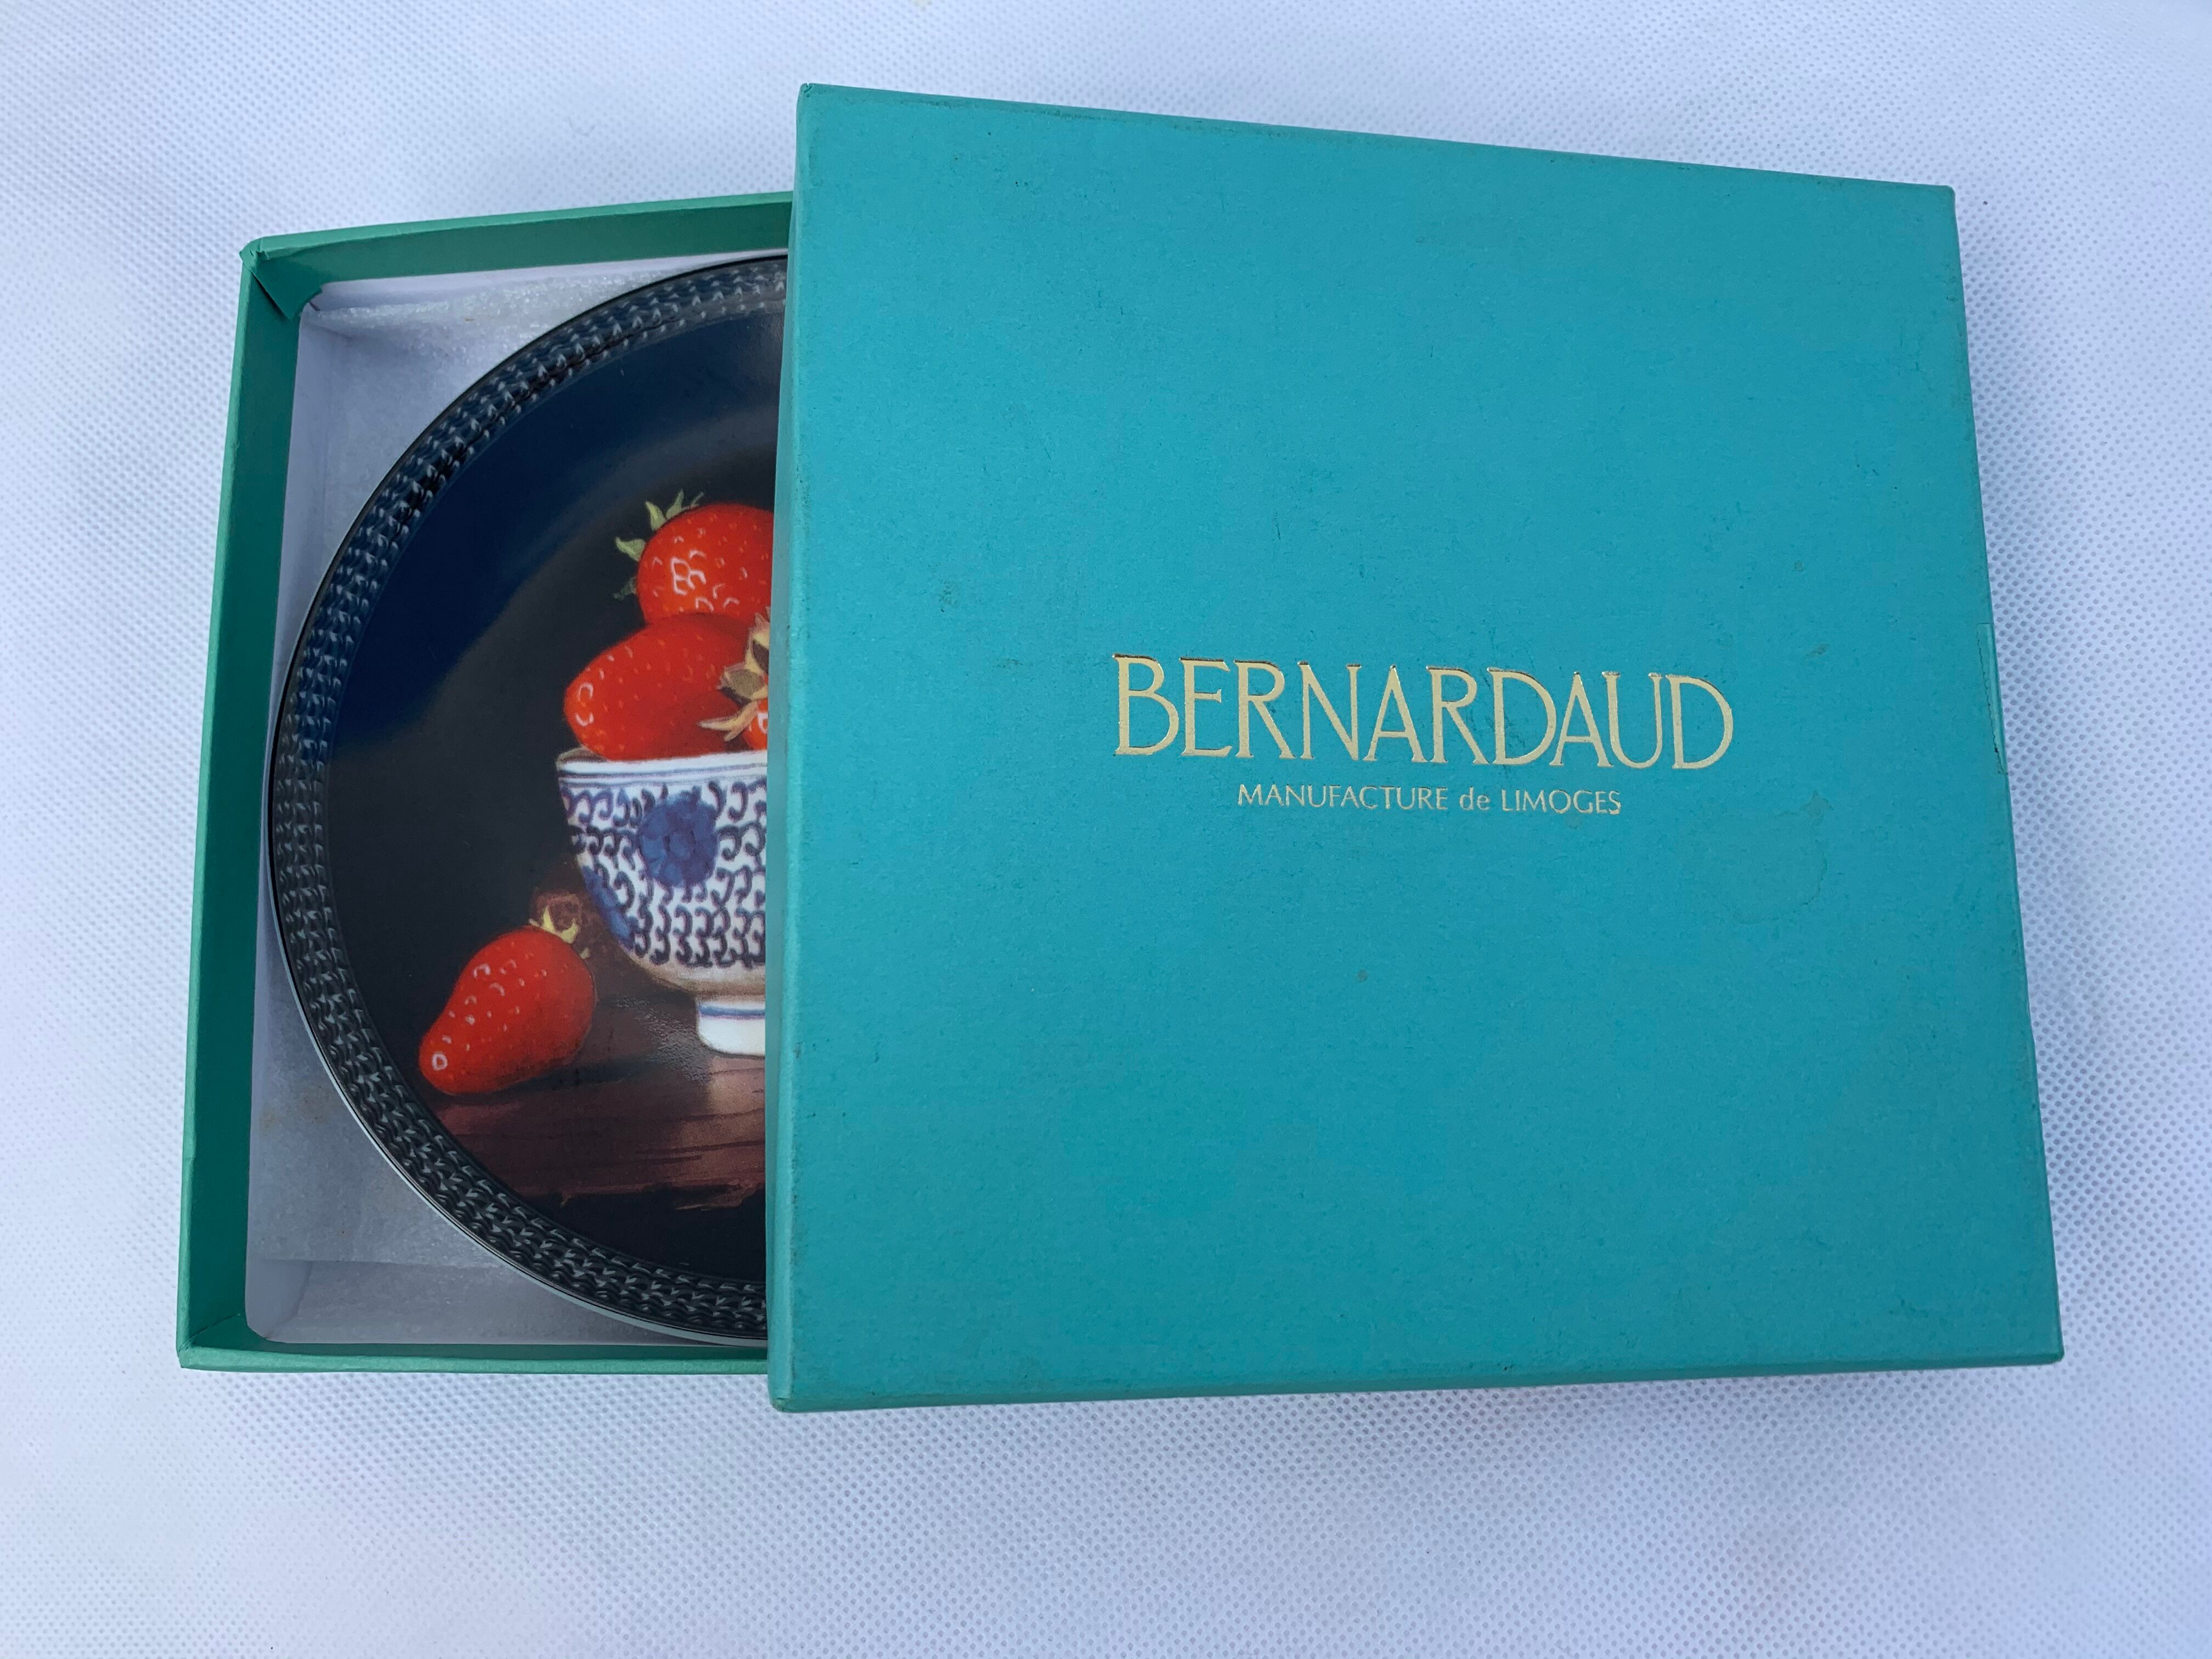 BERNARDAUD
MANUFACTURE de LIMOGES